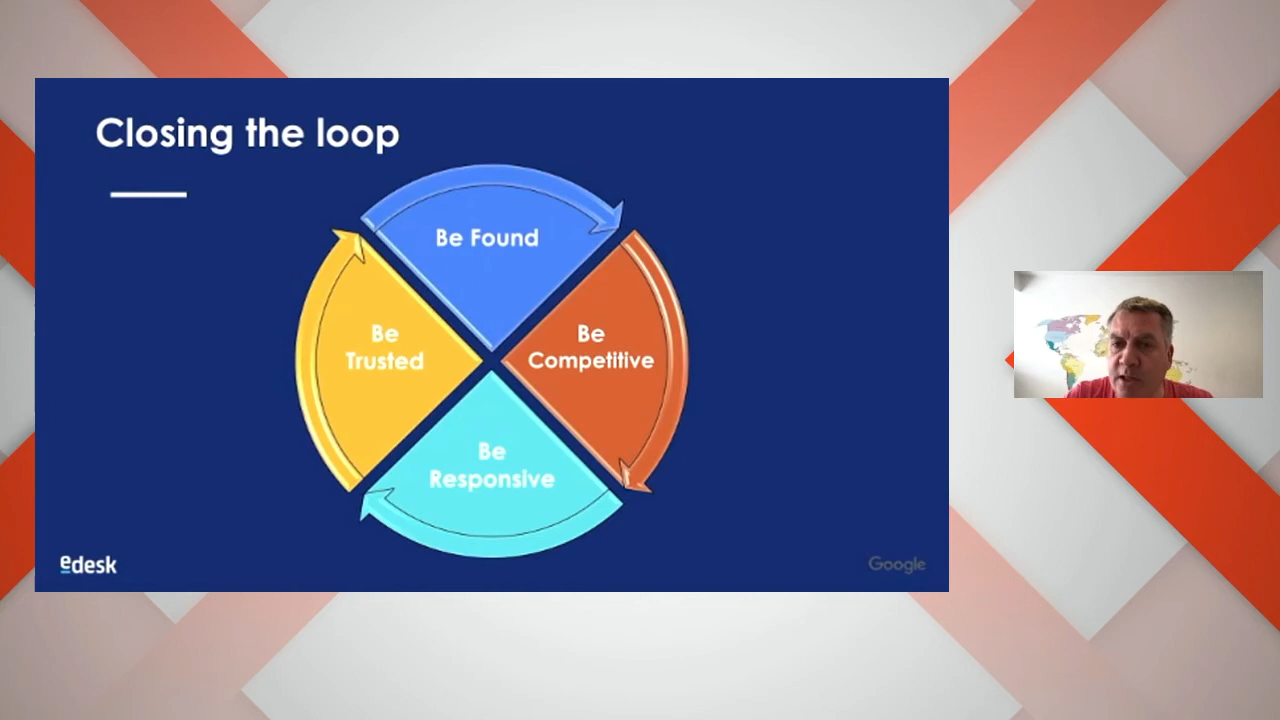 Closing the loop
Be Found
Be
Trusted
Be
Competitive
Be
Responsive
edesk
Google